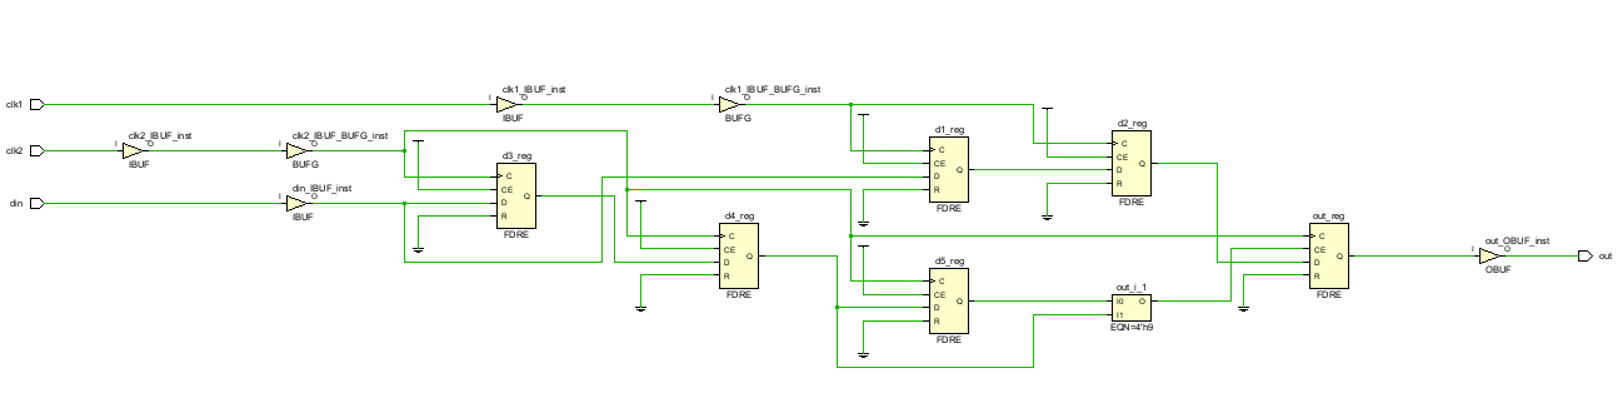 clk1
I
clk1_IBUF_inst
O
IBUF
I
clk1_IBUF_BUFG_inst
O
BUFG
clk2
I
clk2_IBUF_inst
O
IBUF
I
clk2_IBUF_BUFG_inst
O
BUFG
din
I
din_IBUF_inst
O
IBUF
d3_reg
C
CE
D
R
Q
FDRE
d4_reg
C
CE
D
R
Q
FDRE
d1_reg
C
CE
D
R
Q
FDRE
d5_reg
C
CE
D
R
Q
FDRE
d2_reg
C
CE
D
R
Q
FDRE
out_i_1
I0
I1
O
EQN=4'h9
out_reg
C
CE
D
R
Q
FDRE
I
out_OBUF_inst
O
OBUF
out